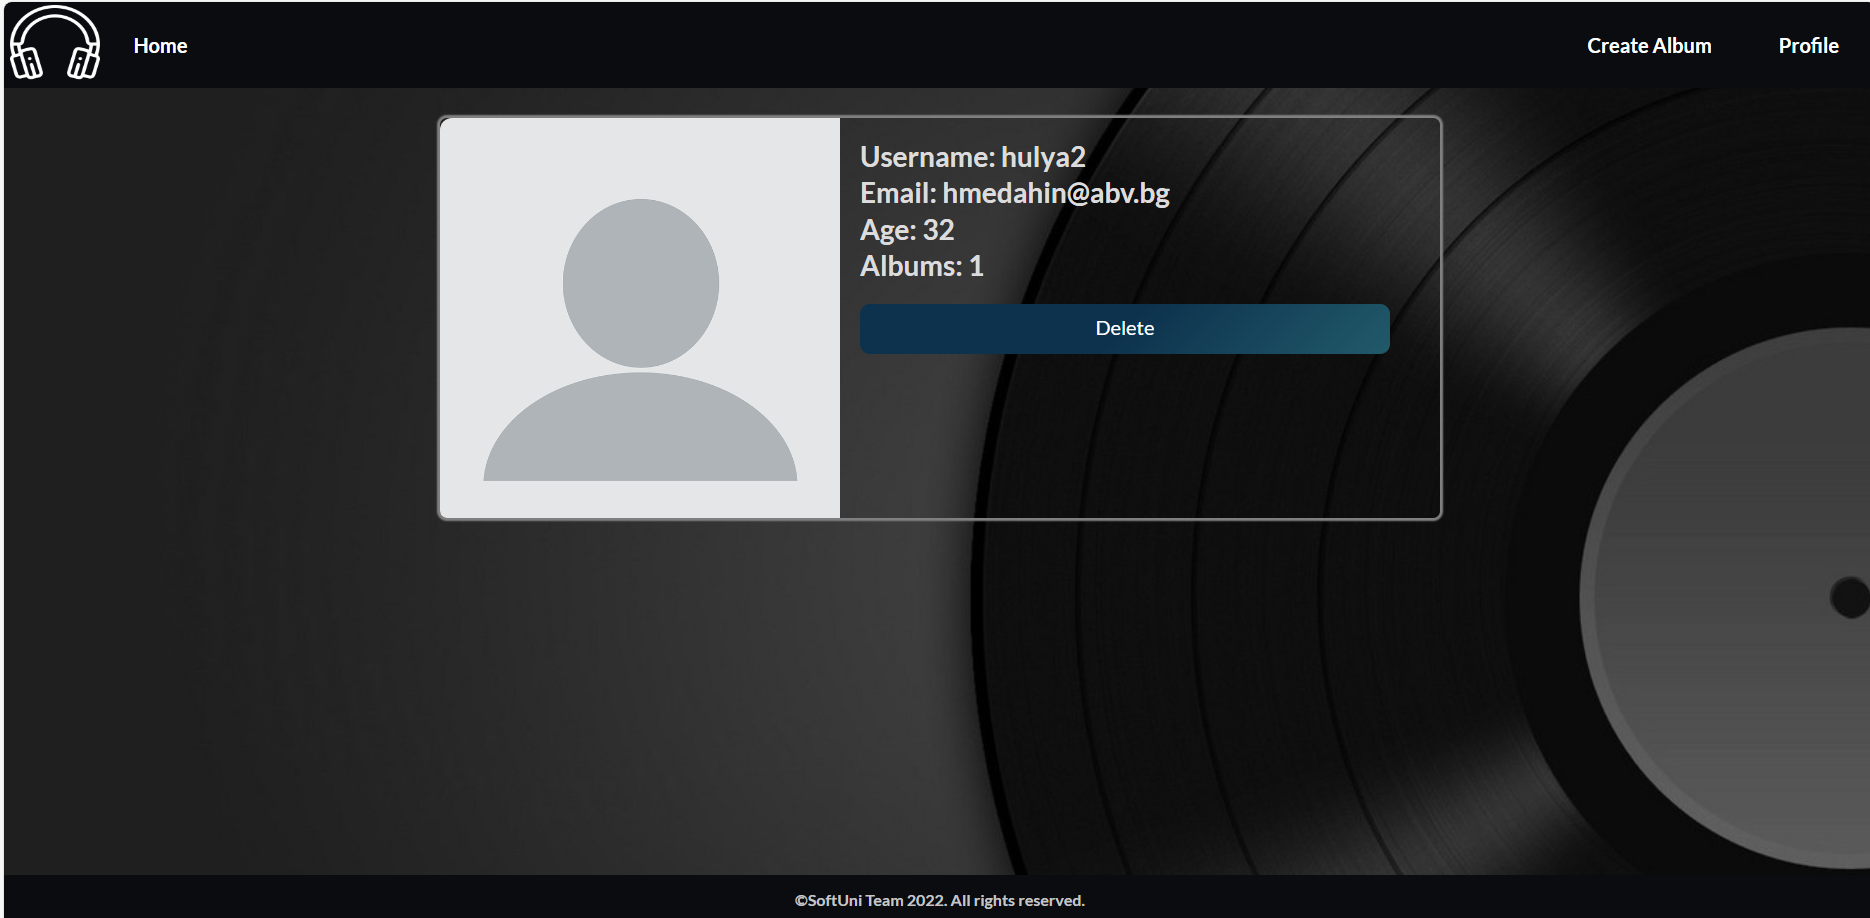 Home
Create Album
Profile
Username: hulya2
Email: hmedahin@abv.bg
Age: 32
Albums: 1
Delete
©SoftUni Team 2022. All rights reserved.